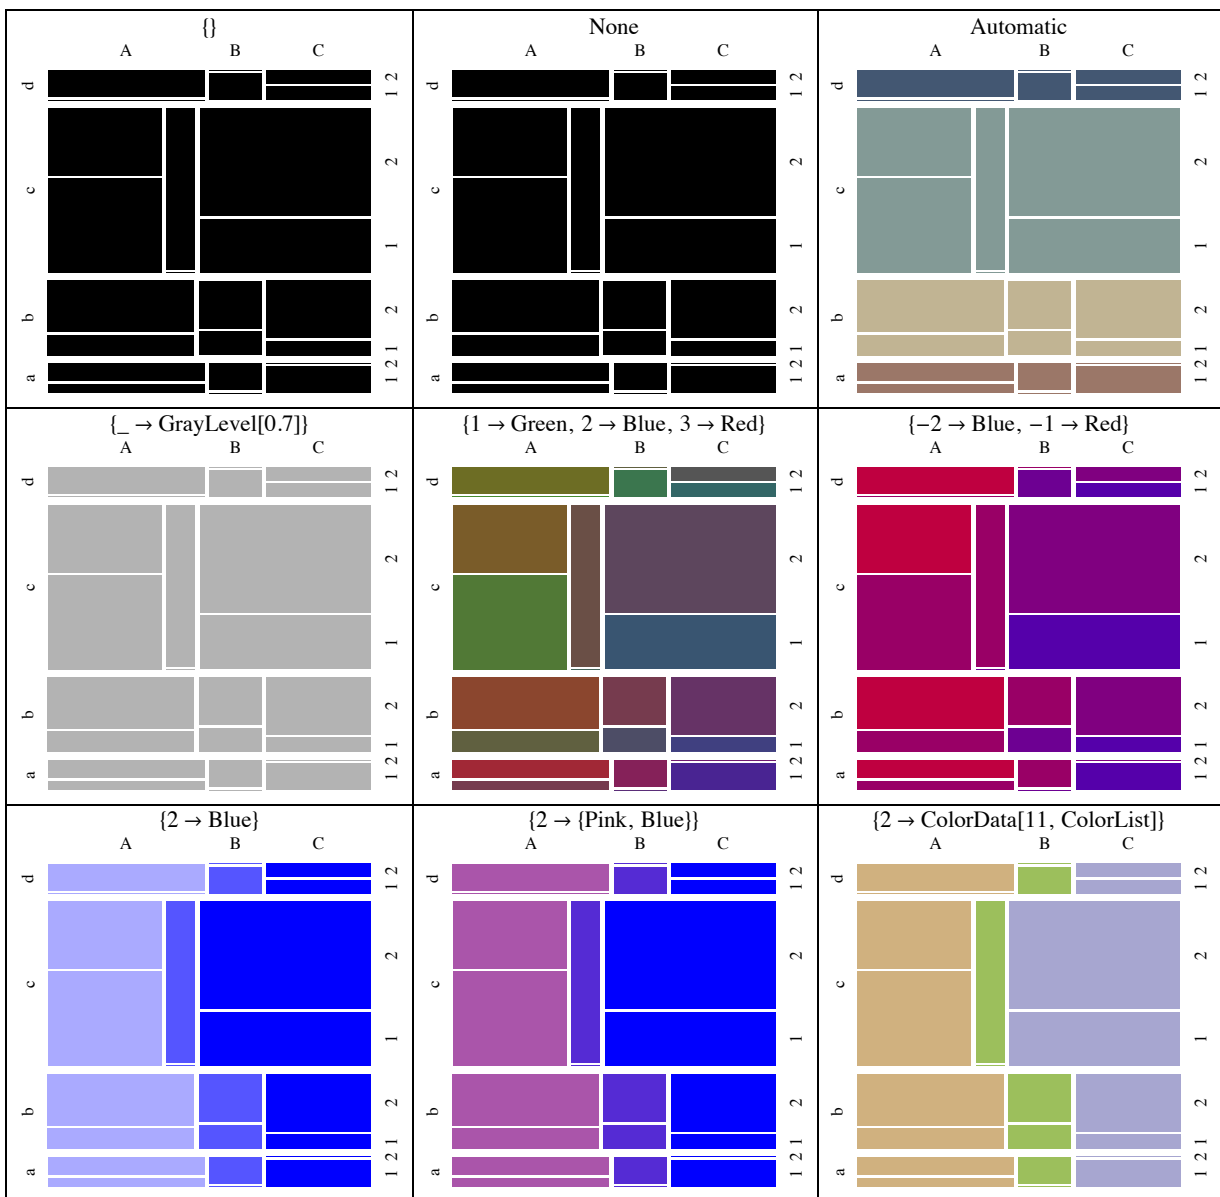 {} None Automatic
A B C A B C A B C
d 1 2 d 1 2 d 1 2
c 1 2 c 1 2 c 1 2
b 1 2 b 1 2 b 1 2
a 1 2 a 1 2 a 1 2
{_ → GrayLevel[0.7]} {1 → Green, 2 → Blue, 3 → Red} {−2 → Blue, −1 → Red}
A B C A B C A B C
d 1 2 d 1 2 d 1 2
c 1 2 c 1 2 c 1 2
b 1 2 b 1 2 b 1 2
a 1 2 a 1 2 a 1 2
{2 → Blue} {2 → {Pink, Blue}} {2 → ColorData[11, ColorList]}
A B C A B C A B C
d 1 2 d 1 2 d 1 2
c 1 2 c 1 2 c 1 2
b 1 2 b 1 2 b 1 2
a 1 2 a 1 2 a 1 2